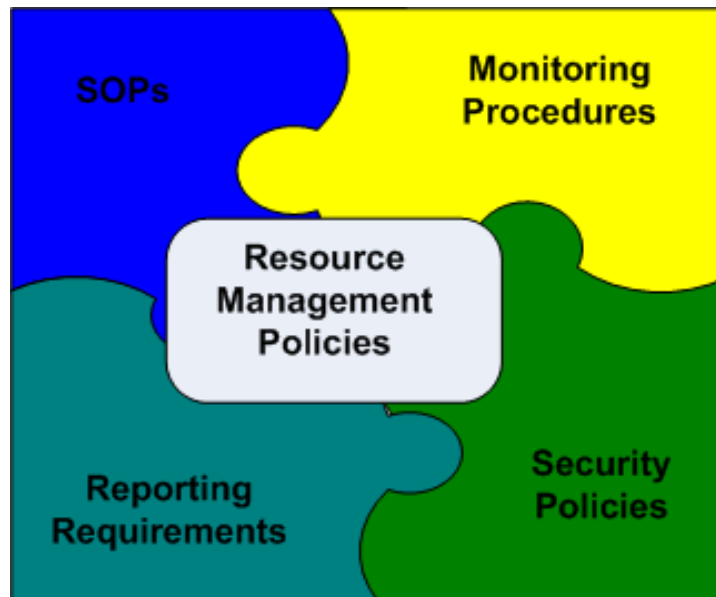 SOPs
Monitoring
Procedures
Resource
Management
Policies
Reporting
Requirements
Security
Policies